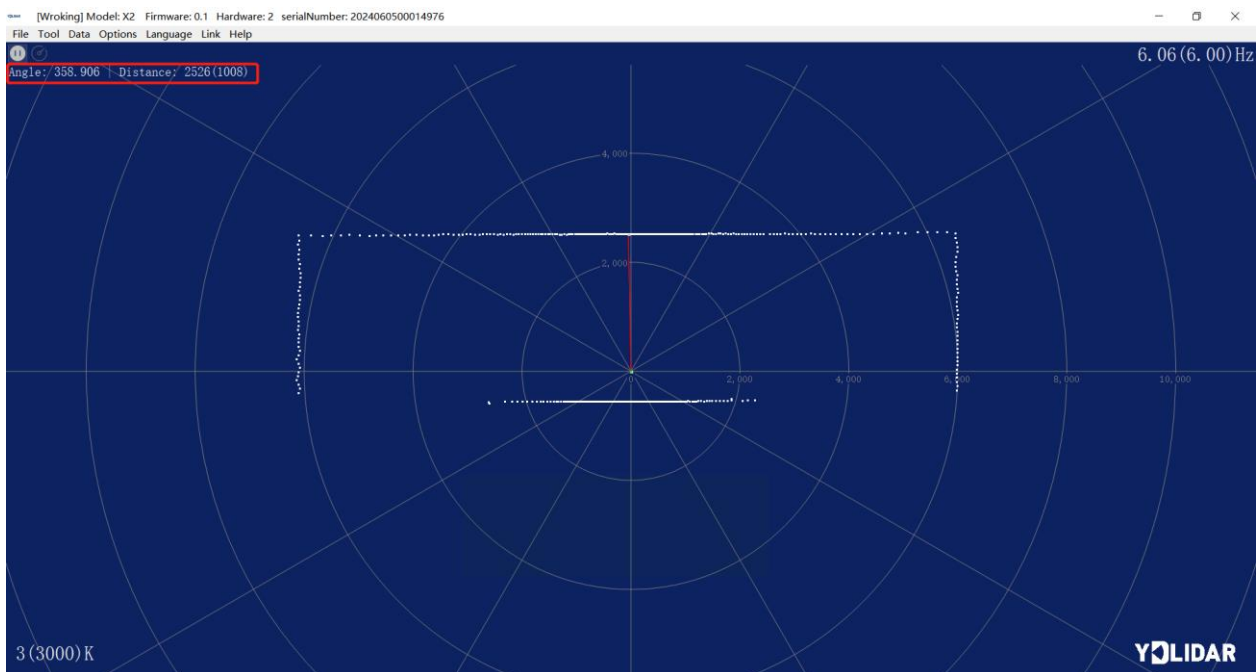 [Wroking] Model: X2 Firmware: 0.1 Hardware: 2 serialNumber: 2024060500014976
File Tool Data Options Language Link Help
6.06(6.00)Hz
Angle: 358.906 | Distance: 2526(1008)
4,000
2,000
0 2,000 4,000 6,000 8,000 10,000
3(3000)K
YDLIDAR